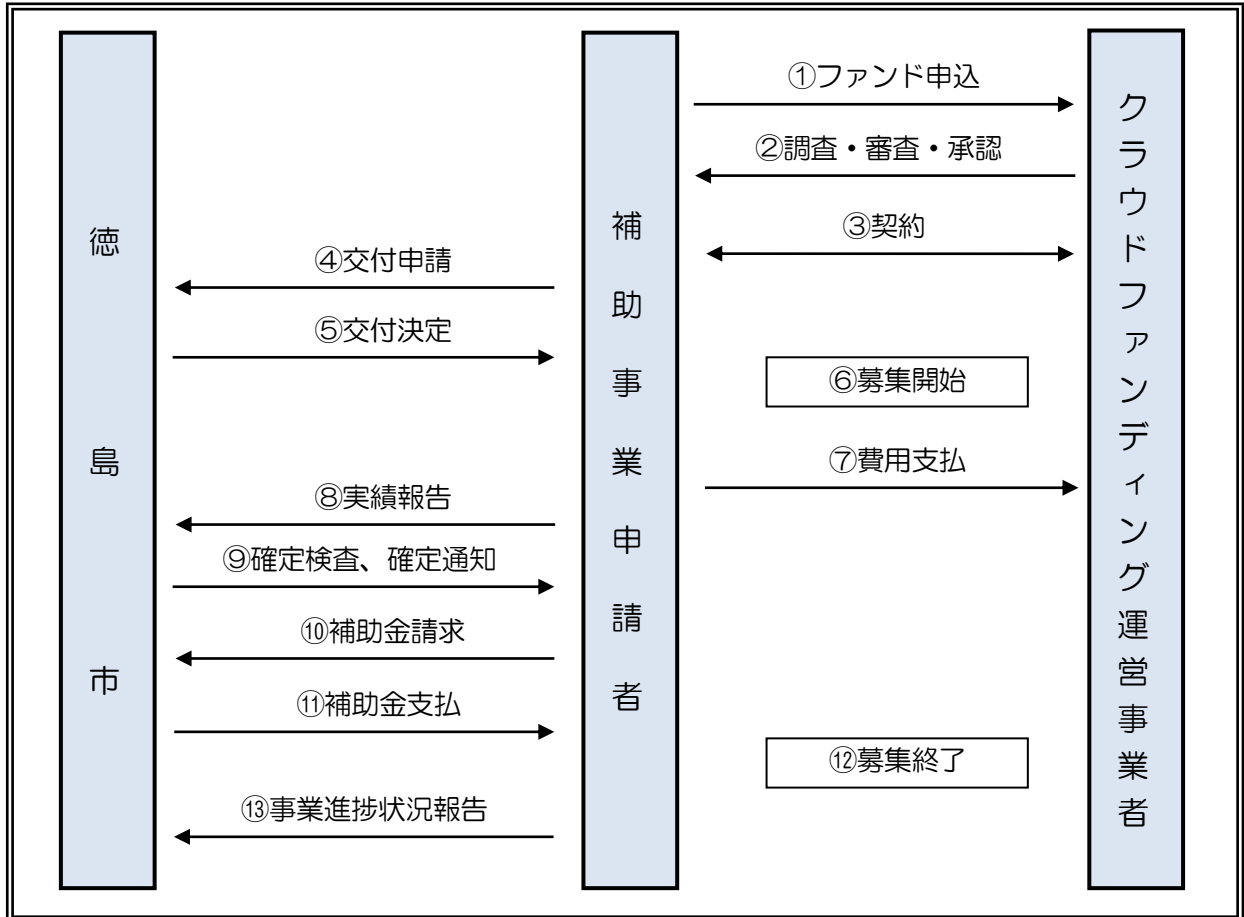 徳島市
補助事業申請者
クラウドファンディング運営事業者
①ファンド申込
②調査・審査・承認
③契約
④交付申請
⑤交付決定
⑥募集開始
⑦費用支払
⑧実績報告
⑨確定検査、確定通知
⑩補助金請求
⑪補助金支払
⑫募集終了
⑬事業進捗状況報告